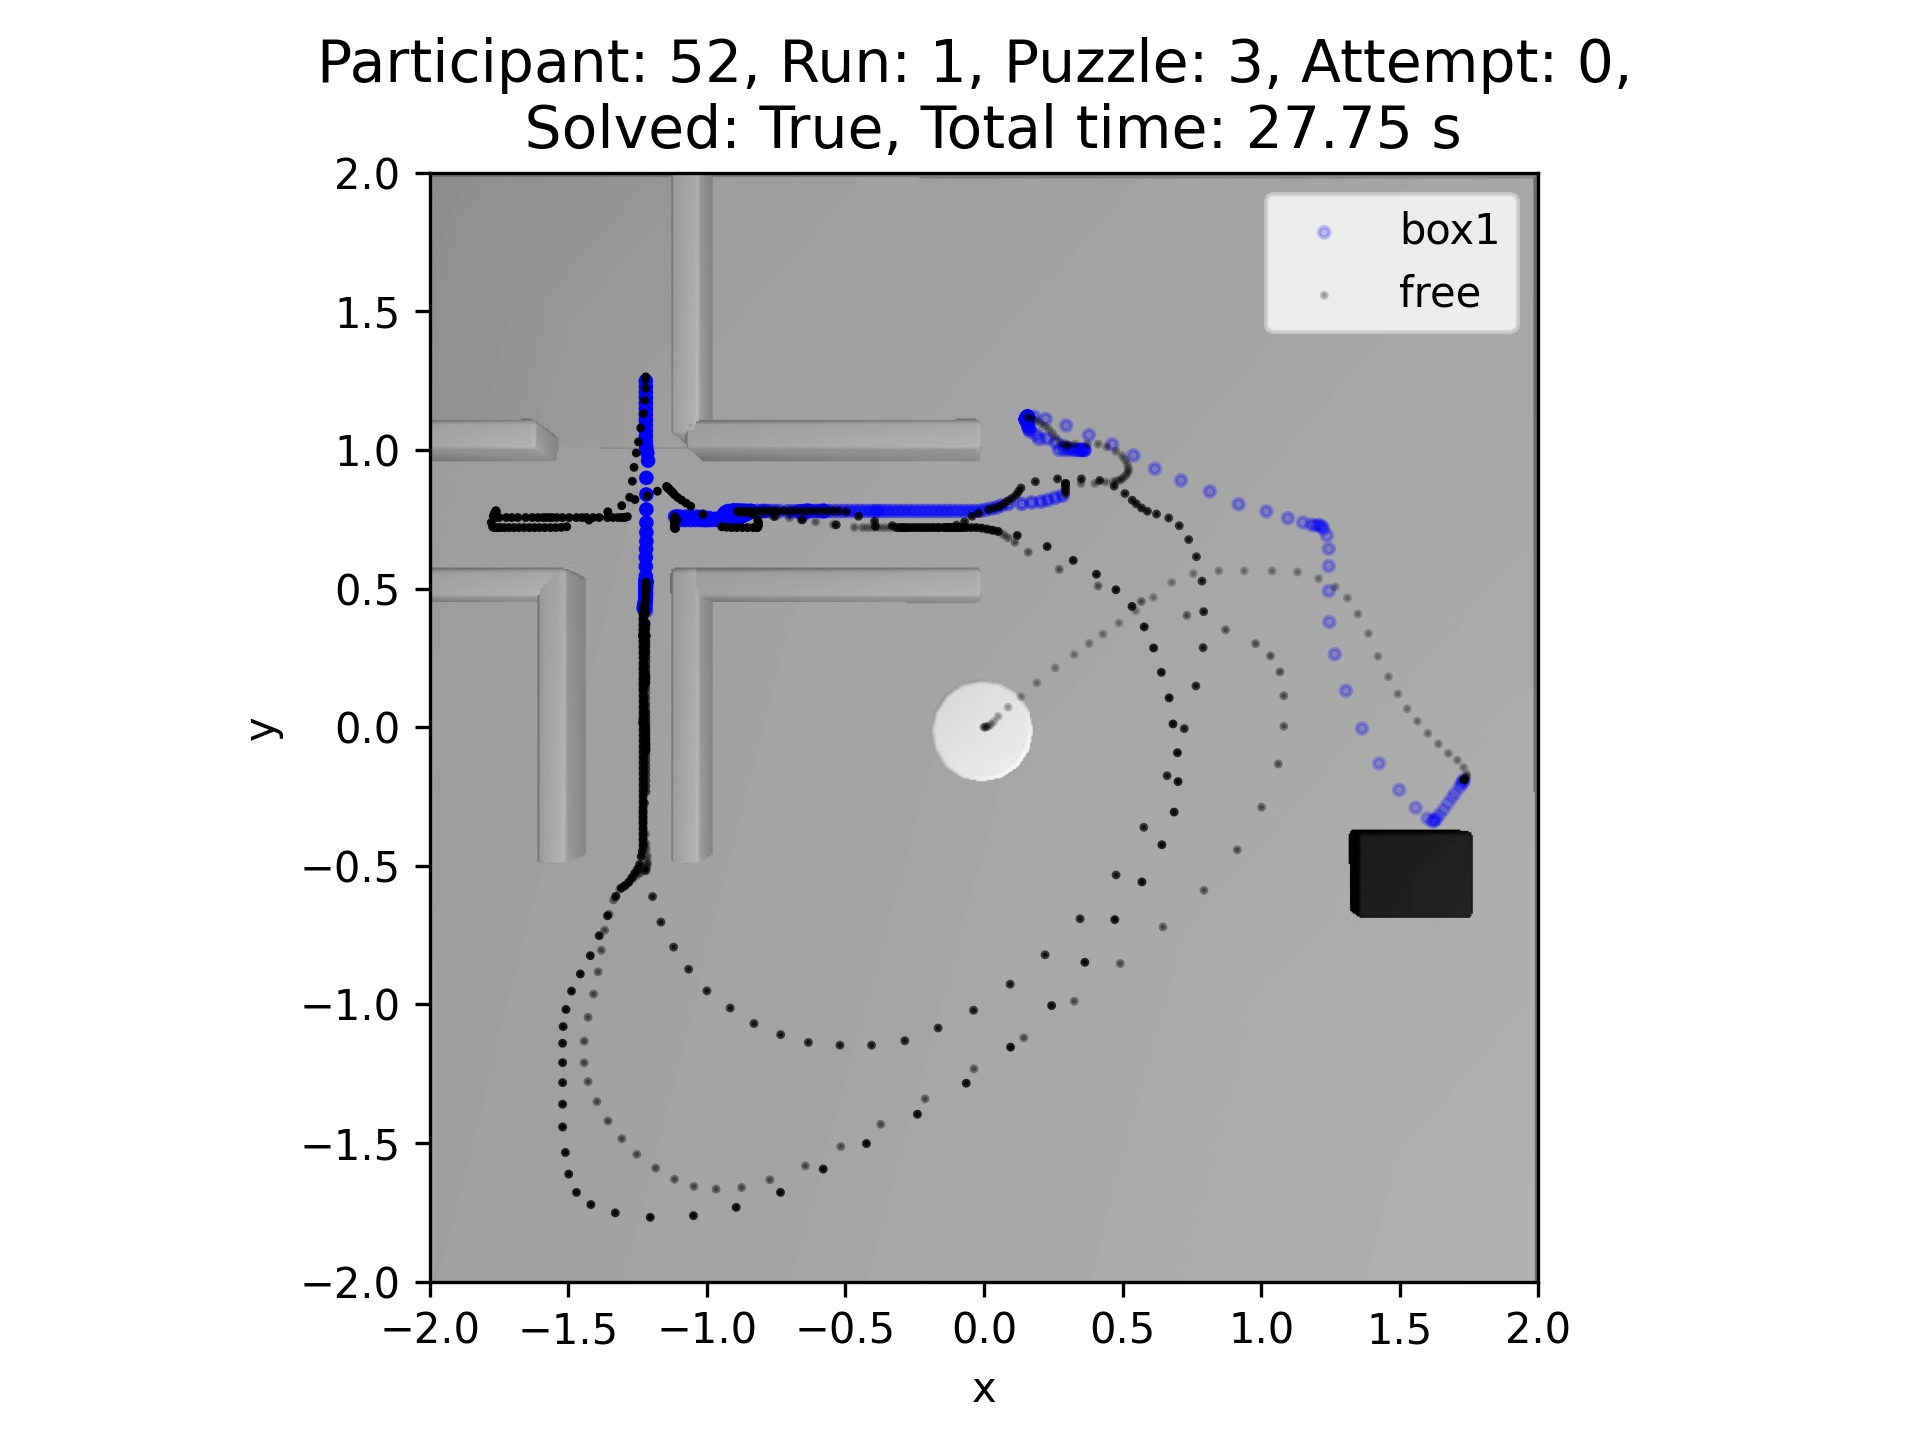 Participant: 52, Run: 1, Puzzle: 3, Attempt: 0,
Solved: True, Total time: 27.75 s
2.0
1.5
1.0
0.5
0.0
−0.5
−1.0
−1.5
−2.0
y
box1
free
−2.0 −1.5 −1.0 −0.5 0.0 0.5 1.0 1.5 2.0
x